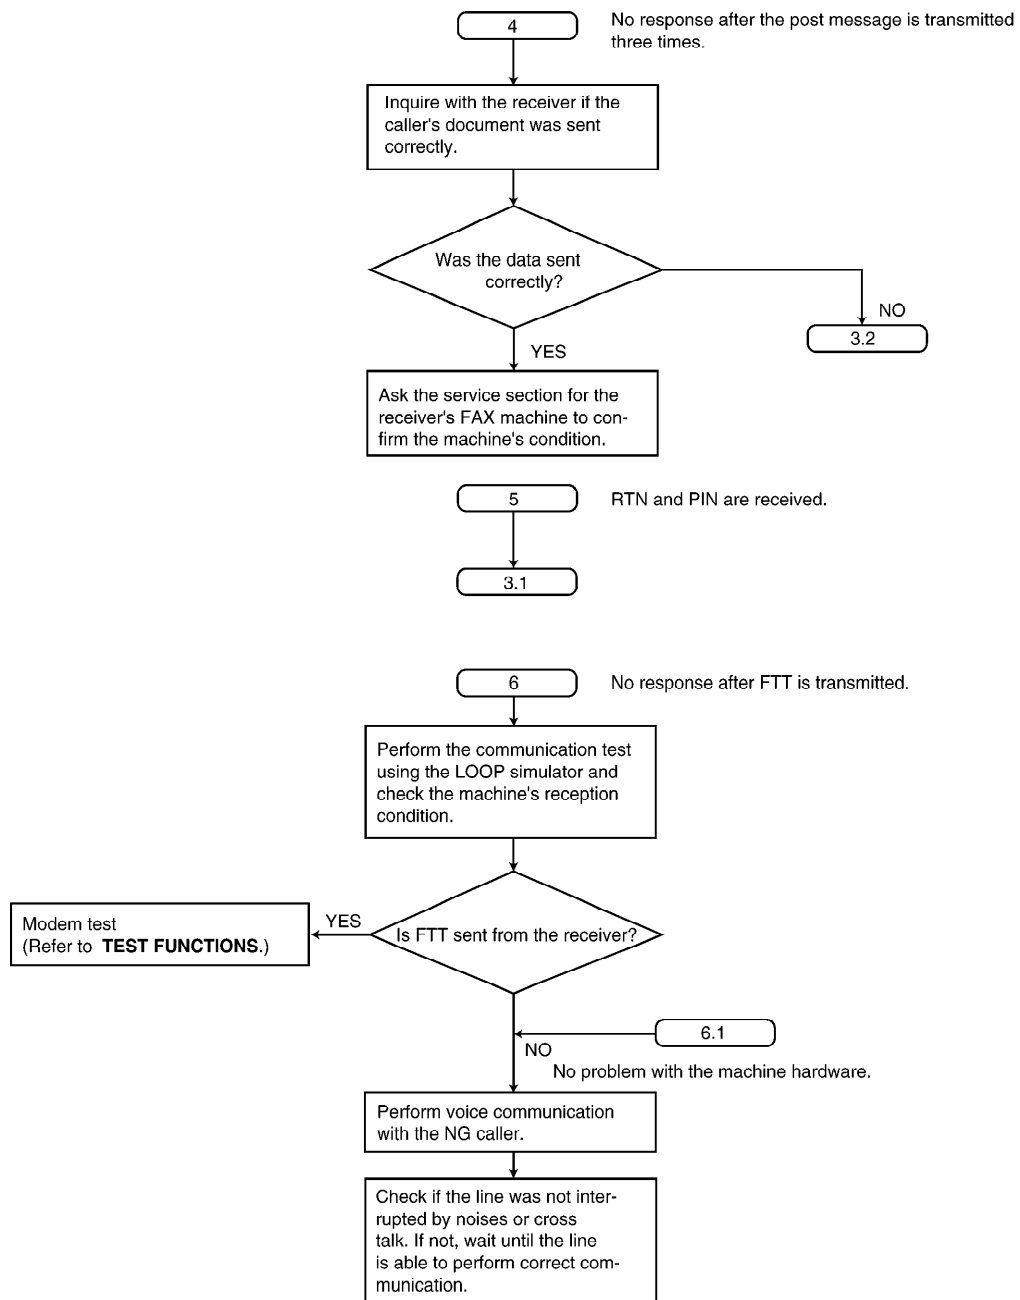 4
No response after the post message is transmitted
three times.
Inquire with the receiver if the
caller's document was sent
correctly.
Was the data sent
correctly?
NO
3.2
YES
Ask the service section for the
receiver's FAX machine to con-
firm the machine's condition.
5
RTN and PIN are received.
3.1
6
No response after FTT is transmitted.
Perform the communication test
using the LOOP simulator and
check the machine's reception
condition.
YES
Is FTT sent from the receiver?
Modem test
(Refer to TEST FUNCTIONS.)
6.1
NO
No problem with the machine hardware.
Perform voice communication
with the NG caller.
Check if the line was not inter-
rupted by noises or cross
talk. If not, wait until the line
is able to perform correct com-
munication.